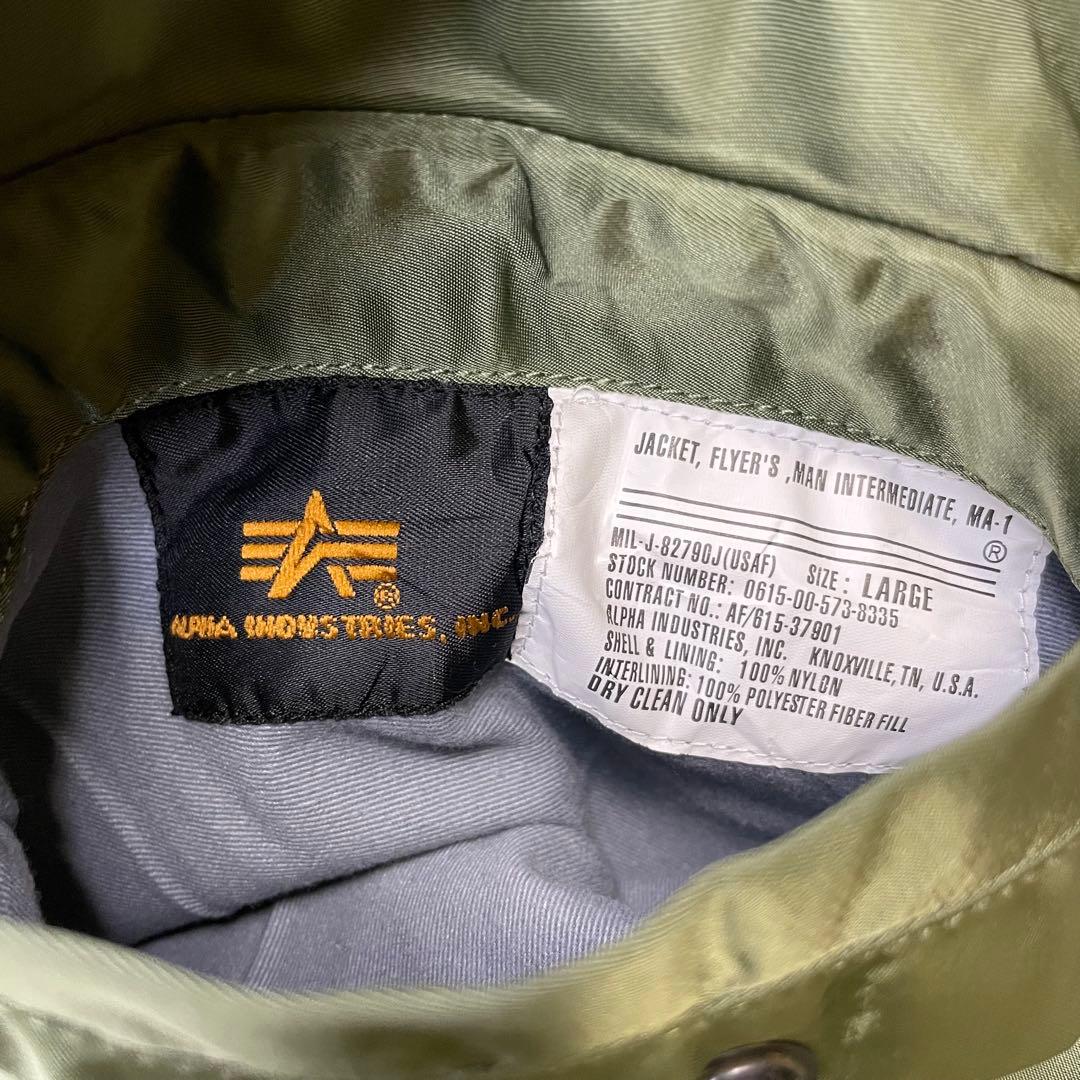 ALPHA INDUSTRIES, INC.
®
JACKET, FLYER'S ,MAN INTERMEDIATE, MA-1
®
MIL-J-82790J(USAF) SIZE: LARGE
STOCK NUMBER: 0615-00-573-8335
CONTRACT NO.: AF/615-37901
ALPHA INDUSTRIES, INC. KNOXVILLE, TN, U.S.A.
SHELL & LINING: 100% NYLON
INTERLINING: 100% POLYESTER FIBER FILL
DRY CLEAN ONLY